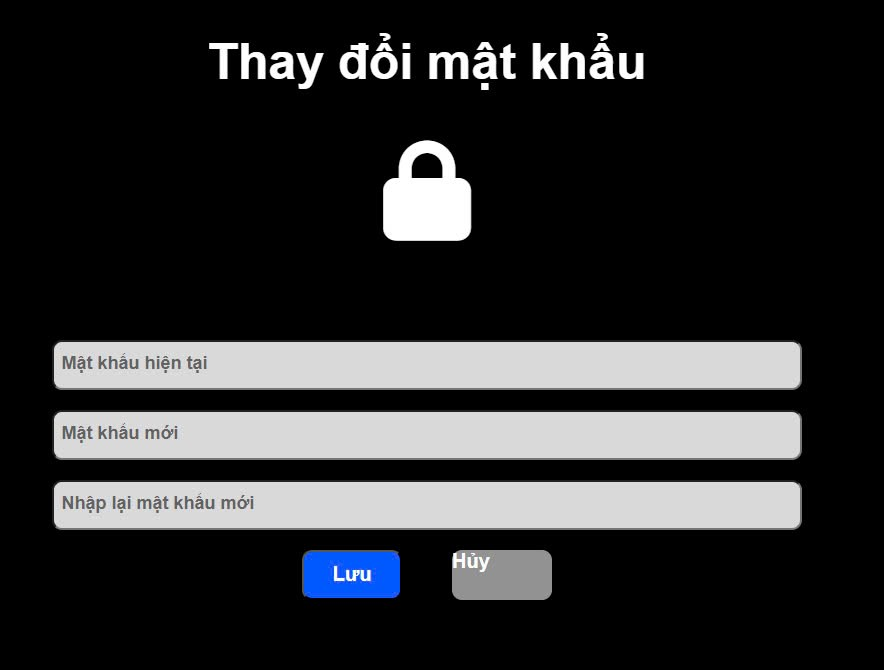 Thay đổi mật khẩu
Mật khẩu hiện tại
Mật khẩu mới
Nhập lại mật khẩu mới
Lưu
Hủy